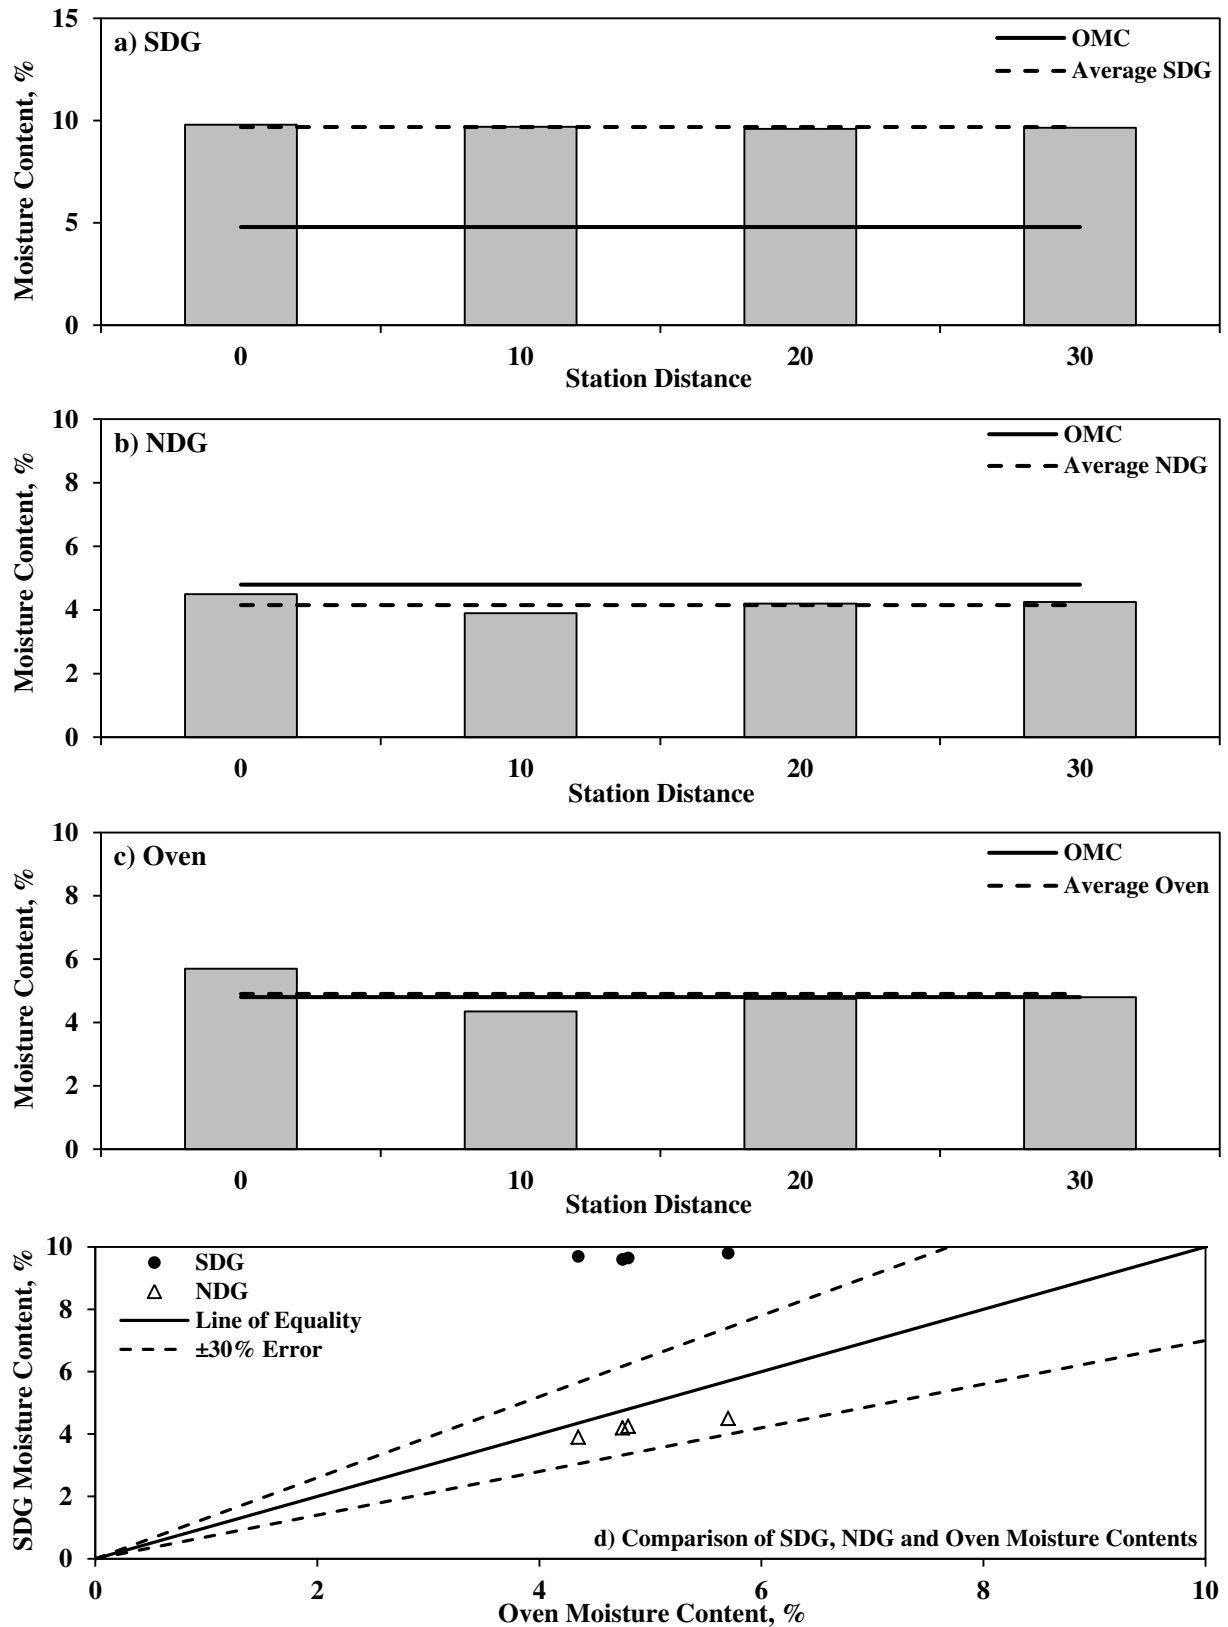 a) SDG
OMC
Average SDG
Moisture Content, %
15
10
5
0
0 10 20 30
Station Distance
b) NDG
OMC
Average NDG
Moisture Content, %
10
8
6
4
2
0
0 10 20 30
Station Distance
c) Oven
OMC
Average Oven
Moisture Content, %
10
8
6
4
2
0
0 10 20 30
Station Distance
SDG
NDG
Line of Equality
±30% Error
SDG Moisture Content, %
10
8
6
4
2
0
d) Comparison of SDG, NDG and Oven Moisture Contents
0 2 4 6 8 10
Oven Moisture Content, %